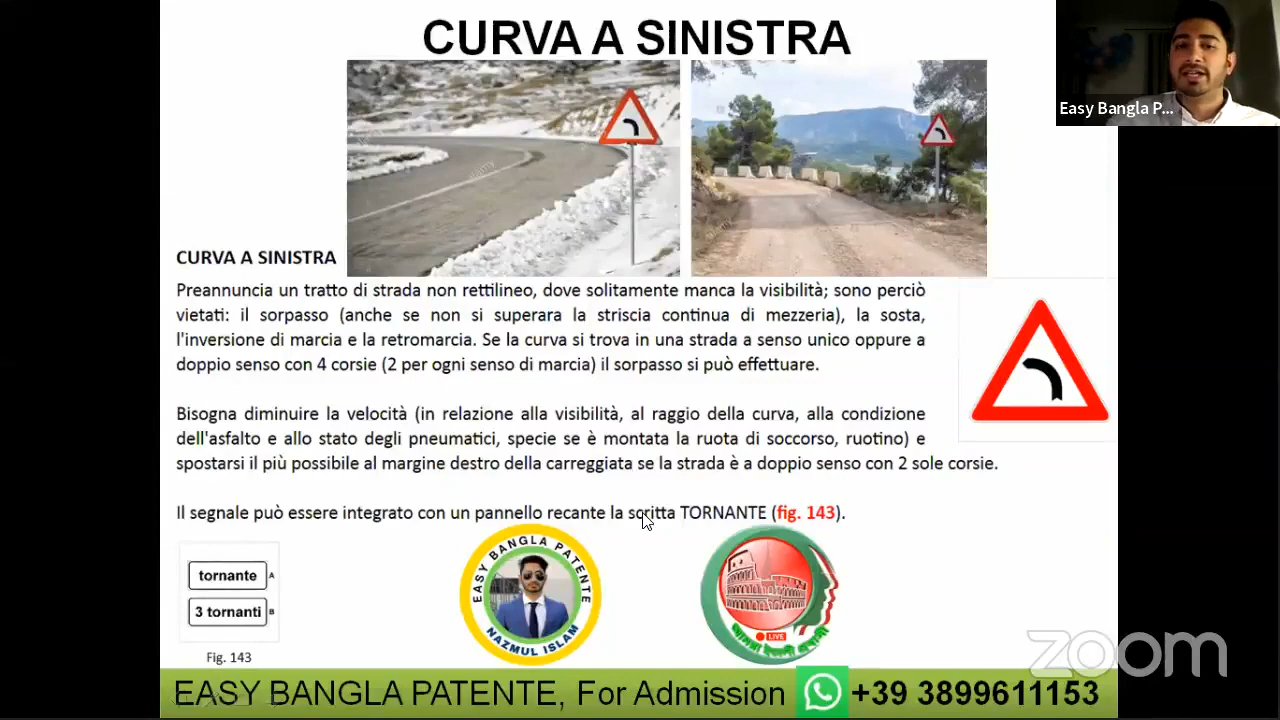 CURVA A SINISTRA
Easy Bangla P...
CURVA A SINISTRA
Preannuncia un tratto di strada non rettilineo, dove solitamente manca la visibilità; sono perciò
vietati: il sorpasso (anche se non si superara la striscia continua di mezzeria), la sosta,
l'inversione di marcia e la retromarcia. Se la curva si trova in una strada a senso unico oppure a
doppio senso con 4 corsie (2 per ogni senso di marcia) il sorpasso si può effettuare.
Bisogna diminuire la velocità (in relazione alla visibilità, al raggio della curva, alla condizione
dell'asfalto e allo stato degli pneumatici, specie se è montata la ruota di soccorso, ruotino) e
spostarsi il più possibile al margine destro della carreggiata se la strada è a doppio senso con 2 sole corsie.
Il segnale può essere integrato con un pannello recante la scritta TORNANTE (fig. 143).
tornante A
3 tornanti B
Fig. 143
EASY BANGLA PATENTE
NAZMUL ISLAM
LIVE
zoom
EASY BANGLA PATENTE, For Admission +39 3899611153